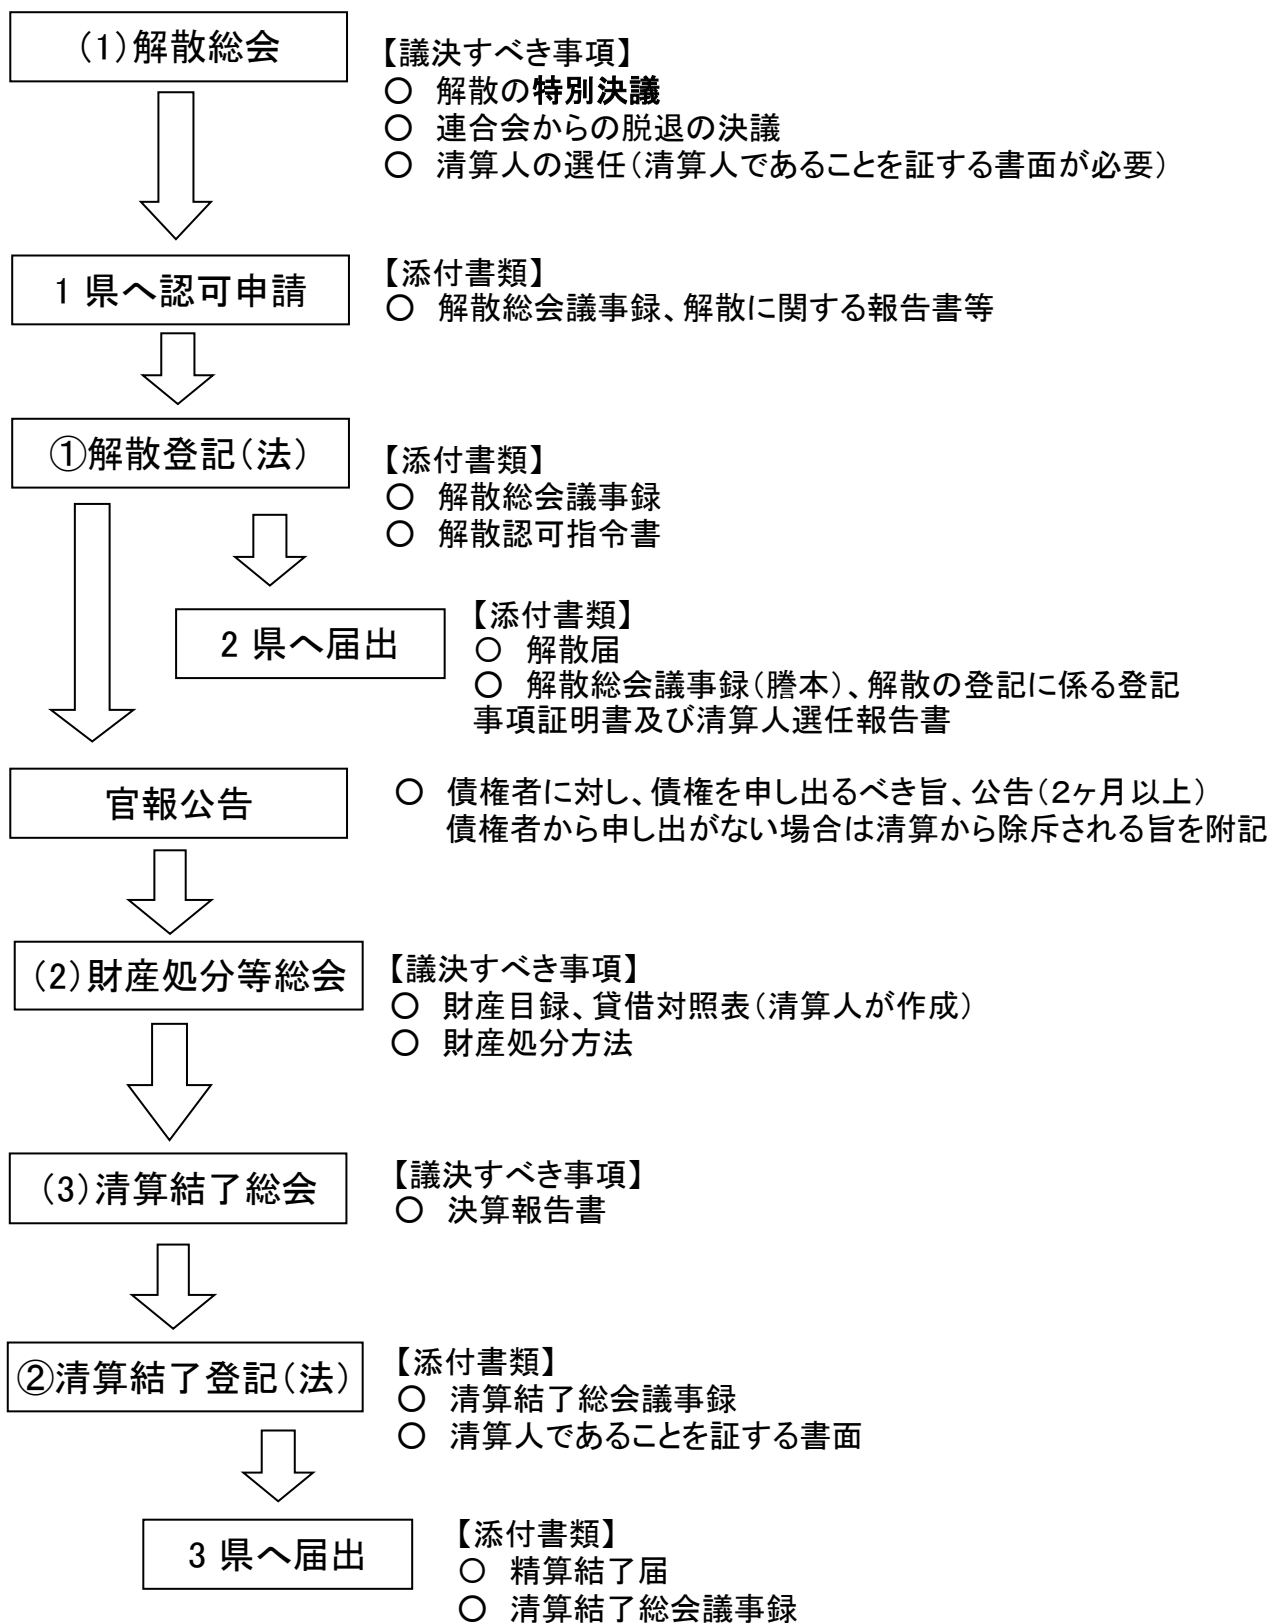 (1)解散総会
【議決すべき事項】
○ 解散の特別決議
○ 連合会からの脱退の決議
○ 清算人の選任(清算人であることを証する書面が必要)
1 県へ認可申請
【添付書類】
○ 解散総会議事録、解散に関する報告書等
①解散登記(法)
【添付書類】
○ 解散総会議事録
○ 解散認可指令書
2 県へ届出
【添付書類】
○ 解散届
○ 解散総会議事録(謄本)、解散の登記に係る登記
事項証明書及び清算人選任報告書
官報公告
○ 債権者に対し、債権を申し出るべき旨、公告(2ヶ月以上)
債権者から申し出がない場合は清算から除斥される旨を附記
(2)財産処分等総会
【議決すべき事項】
○ 財産目録、貸借対照表(清算人が作成)
○ 財産処分方法
(3)清算結了総会
【議決すべき事項】
○ 決算報告書
②清算結了登記(法)
【添付書類】
○ 清算結了総会議事録
○ 清算人であることを証する書面
3 県へ届出
【添付書類】
○ 精算結了届
○ 清算結了総会議事録